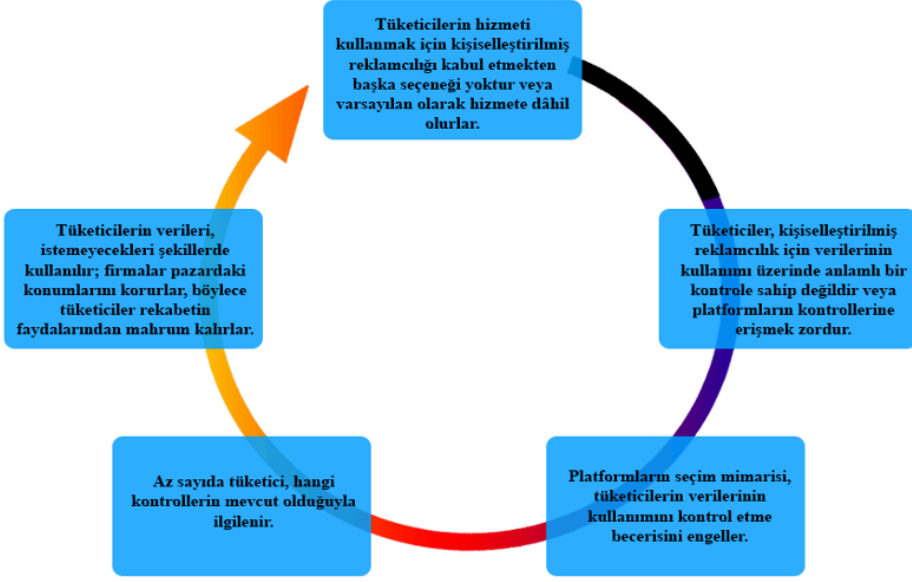 Tüketicilerin hizmeti
kullanmak için kişiselleştirilmiş
reklamcılığı kabul etmekten
başka seçeneği yoktur veya
varsayılan olarak hizmete dâhil
olurlar.
Tüketiciler, kişiselleştirilmiş
reklamcılık için verilerinin
kullanımı üzerinde anlamlı bir
kontrole sahip değildir veya
platformların kontrollerine
erişmek zordur.
Platformların seçim mimarisi,
tüketicilerin verilerinin
kullanımını kontrol etme
becerisini engeller.
Az sayıda tüketici, hangi
kontrollerin mevcut olduğuyla
ilgilenir.
Tüketicilerin verileri,
istemeyecekleri şekillerde
kullanılır; firmalar pazardaki
konumlarını korurlar, böylece
tüketiciler rekabetin
faydalarından mahrum kalırlar.